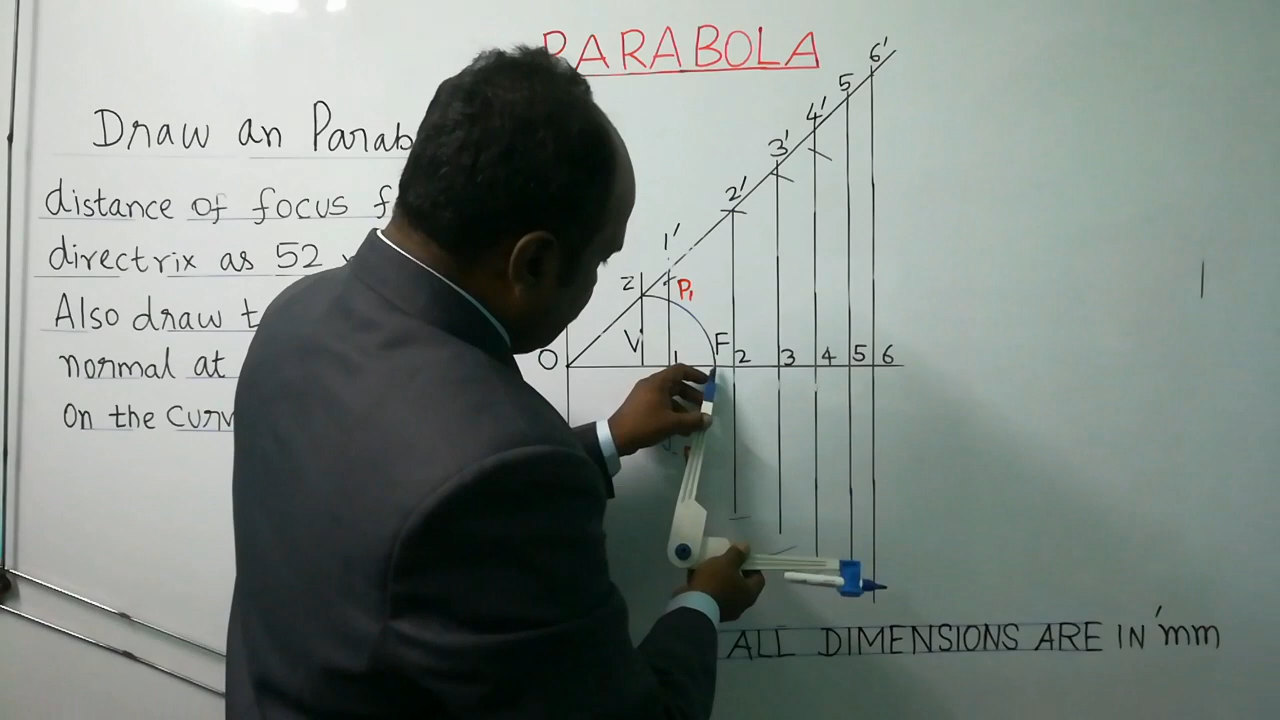 PARABOLA
Draw an Parab
distance of focus f
directrix as 52
Also draw t
normal at
On the Curv
6'
5
4'
3'
2'
1'
Z
P1
O V 1 F 2 3 4 5 6
ALL DIMENSIONS ARE IN 'mm